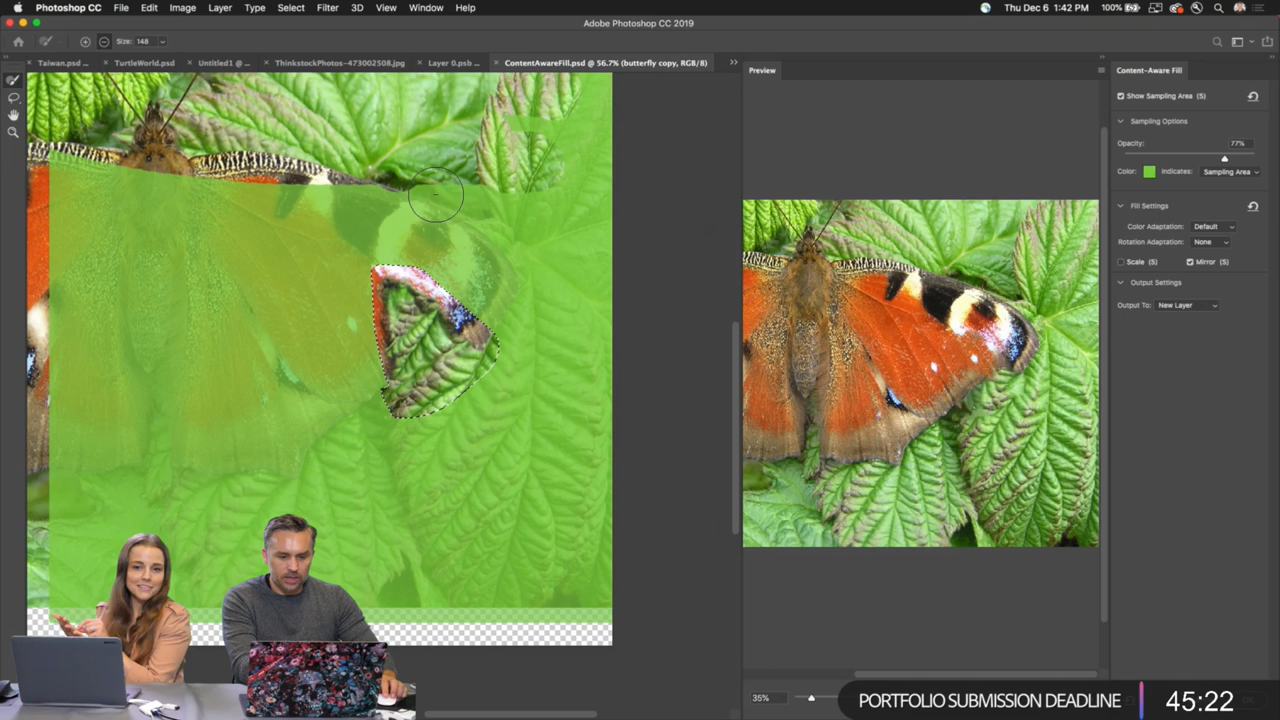 Photoshop CC File Edit Image Layer Type Select Filter 3D View Window Help 100% Thu Dec 6 1:42 PM
Adobe Photoshop CC 2019
Size: 148
Taiwan.psd ... TurtleWorld.psd Untitled1 @ ... ThinkstockPhotos-473002508.jpg Layer 0.psb ... ContentAwareFill.psd @ 56.7% (butterfly copy, RGB/8)
Preview
Content-Aware Fill
Show Sampling Area (S)
Sampling Options
Opacity: 77%
Color: Indicates: Sampling Area
Fill Settings
Color Adaptation: Default
Rotation Adaptation: None
Scale (S) Mirror (S)
Output Settings
Output To: New Layer
35%
PORTFOLIO SUBMISSION DEADLINE 45:22